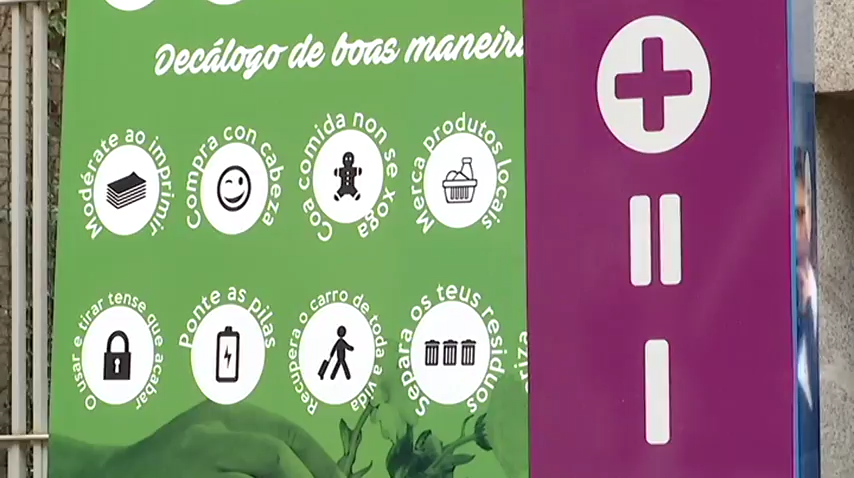 Decálogo de boas maneira
Modérate ao imprimir
Compra con cabeza
Coa comida non se xoga
Merca produtos locais
O usar e tirar tense que acabar
Ponte as pilas
Recupera o carro de toda a vida
Separa os teus residuos